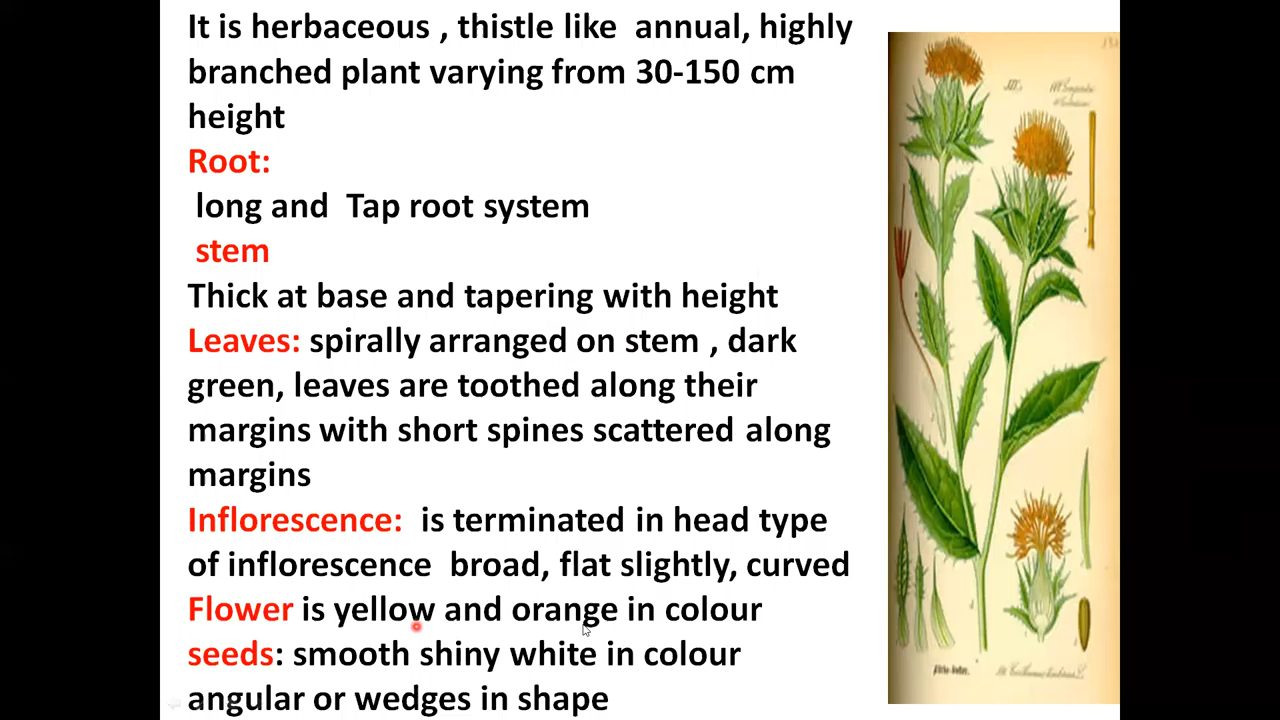 It is herbaceous , thistle like annual, highly
branched plant varying from 30-150 cm
height
Root:
long and Tap root system
stem
Thick at base and tapering with height
Leaves: spirally arranged on stem , dark
green, leaves are toothed along their
margins with short spines scattered along
margins
Inflorescence: is terminated in head type
of inflorescence broad, flat slightly, curved
Flower is yellow and orange in colour
seeds: smooth shiny white in colour
angular or wedges in shape